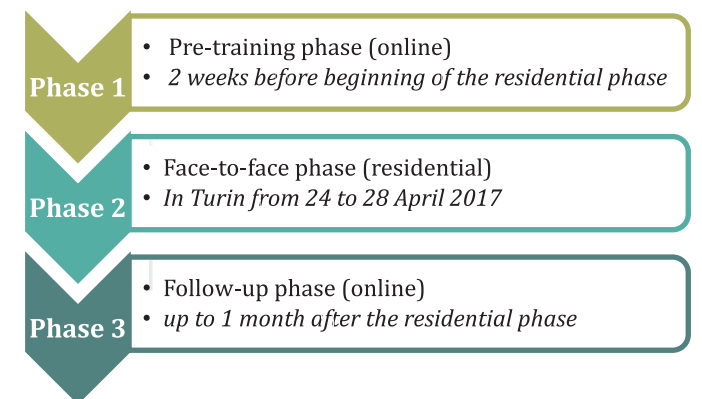 Phase 1
• Pre-training phase (online)
• 2 weeks before beginning of the residential phase
Phase 2
• Face-to-face phase (residential)
• In Turin from 24 to 28 April 2017
Phase 3
• Follow-up phase (online)
• up to 1 month after the residential phase